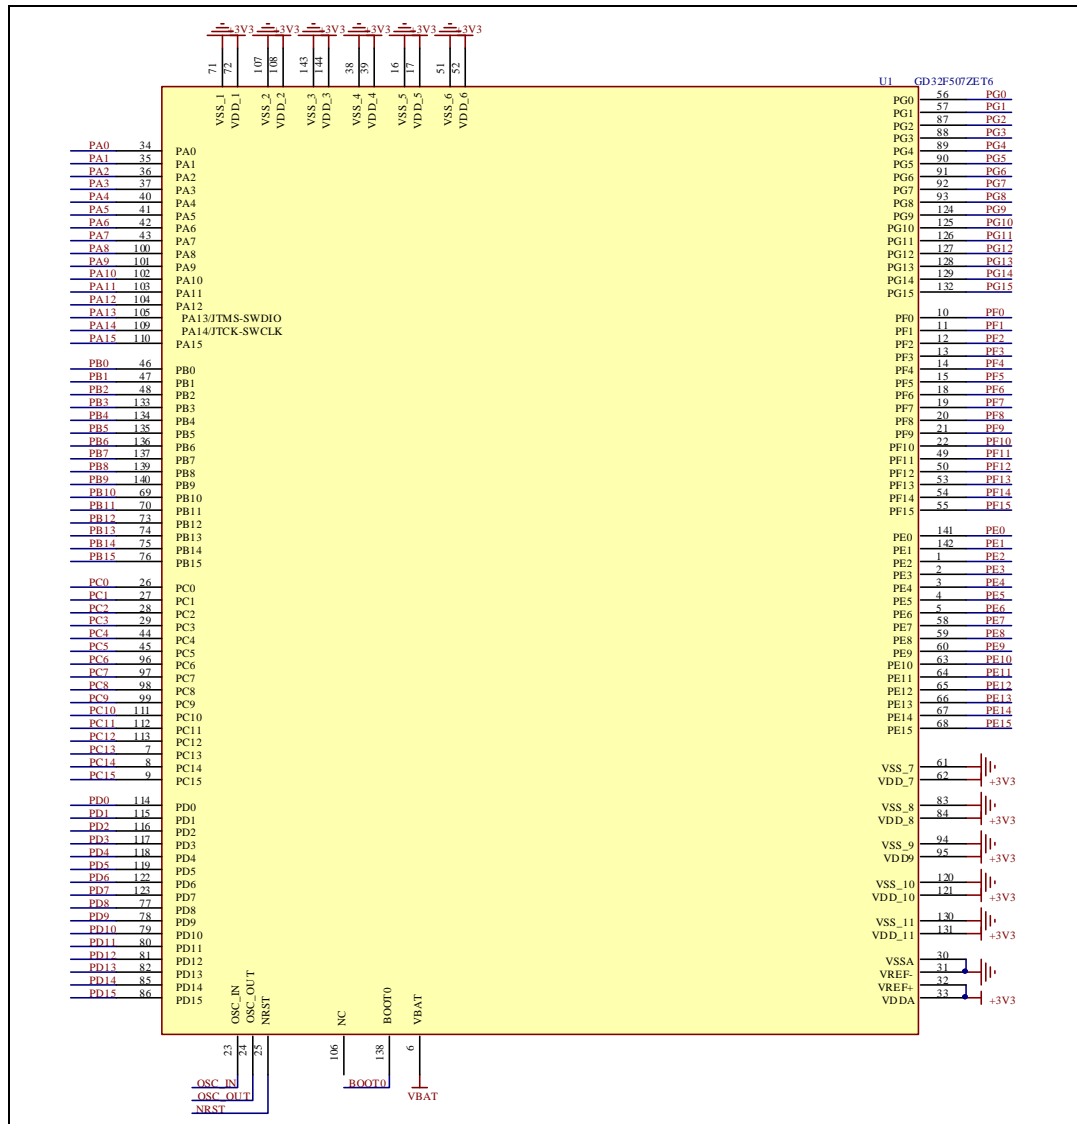 +3V3 +3V3 +3V3 +3V3 +3V3 +3V3
71 72 107 108 143 144 38 39 16 17 51 52
VSS_1 VDD_1 VSS_2 VDD_2 VSS_3 VDD_3 VSS_4 VDD_4 VSS_5 VDD_5 VSS_6 VDD_6
U1 GD32F507ZET6
PA0 34 PA0
PA1 35 PA1
PA2 36 PA2
PA3 37 PA3
PA4 40 PA4
PA5 41 PA5
PA6 42 PA6
PA7 43 PA7
PA8 100 PA8
PA9 101 PA9
PA10 102 PA10
PA11 103 PA11
PA12 104 PA12
PA13 105 PA13/JTMS-SWDIO
PA14 109 PA14/JTCK-SWCLK
PA15 110 PA15
PB0 46 PB0
PB1 47 PB1
PB2 48 PB2
PB3 133 PB3
PB4 134 PB4
PB5 135 PB5
PB6 136 PB6
PB7 137 PB7
PB8 139 PB8
PB9 140 PB9
PB10 69 PB10
PB11 70 PB11
PB12 73 PB12
PB13 74 PB13
PB14 75 PB14
PB15 76 PB15
PC0 26 PC0
PC1 27 PC1
PC2 28 PC2
PC3 29 PC3
PC4 44 PC4
PC5 45 PC5
PC6 96 PC6
PC7 97 PC7
PC8 98 PC8
PC9 99 PC9
PC10 111 PC10
PC11 112 PC11
PC12 113 PC12
PC13 7 PC13
PC14 8 PC14
PC15 9 PC15
PD0 114 PD0
PD1 115 PD1
PD2 116 PD2
PD3 117 PD3
PD4 118 PD4
PD5 119 PD5
PD6 122 PD6
PD7 123 PD7
PD8 77 PD8
PD9 78 PD9
PD10 79 PD10
PD11 80 PD11
PD12 81 PD12
PD13 82 PD13
PD14 85 PD14
PD15 86 PD15
PG0 56 PG0
PG1 57 PG1
PG2 87 PG2
PG3 88 PG3
PG4 89 PG4
PG5 90 PG5
PG6 91 PG6
PG7 92 PG7
PG8 93 PG8
PG9 124 PG9
PG10 125 PG10
PG11 126 PG11
PG12 127 PG12
PG13 128 PG13
PG14 129 PG14
PG15 132 PG15
PF0 10 PF0
PF1 11 PF1
PF2 12 PF2
PF3 13 PF3
PF4 14 PF4
PF5 15 PF5
PF6 18 PF6
PF7 19 PF7
PF8 20 PF8
PF9 21 PF9
PF10 22 PF10
PF11 49 PF11
PF12 50 PF12
PF13 53 PF13
PF14 54 PF14
PF15 55 PF15
PE0 141 PE0
PE1 142 PE1
PE2 1 PE2
PE3 2 PE3
PE4 3 PE4
PE5 4 PE5
PE6 5 PE6
PE7 58 PE7
PE8 59 PE8
PE9 60 PE9
PE10 63 PE10
PE11 64 PE11
PE12 65 PE12
PE13 66 PE13
PE14 67 PE14
PE15 68 PE15
VSS_7 61
VDD_7 62 +3V3
VSS_8 83
VDD_8 84 +3V3
VSS_9 94
VDD9 95 +3V3
VSS_10 120
VDD_10 121 +3V3
VSS_11 130
VDD_11 131 +3V3
VSSA 30
VREF- 31
VREF+ 32
VDDA 33 +3V3
OSC_IN OSC_OUT NRST NC BOOT0 VBAT
23 24 25 106 138 6
OSC_IN BOOT0
OSC_OUT VBAT
NRST